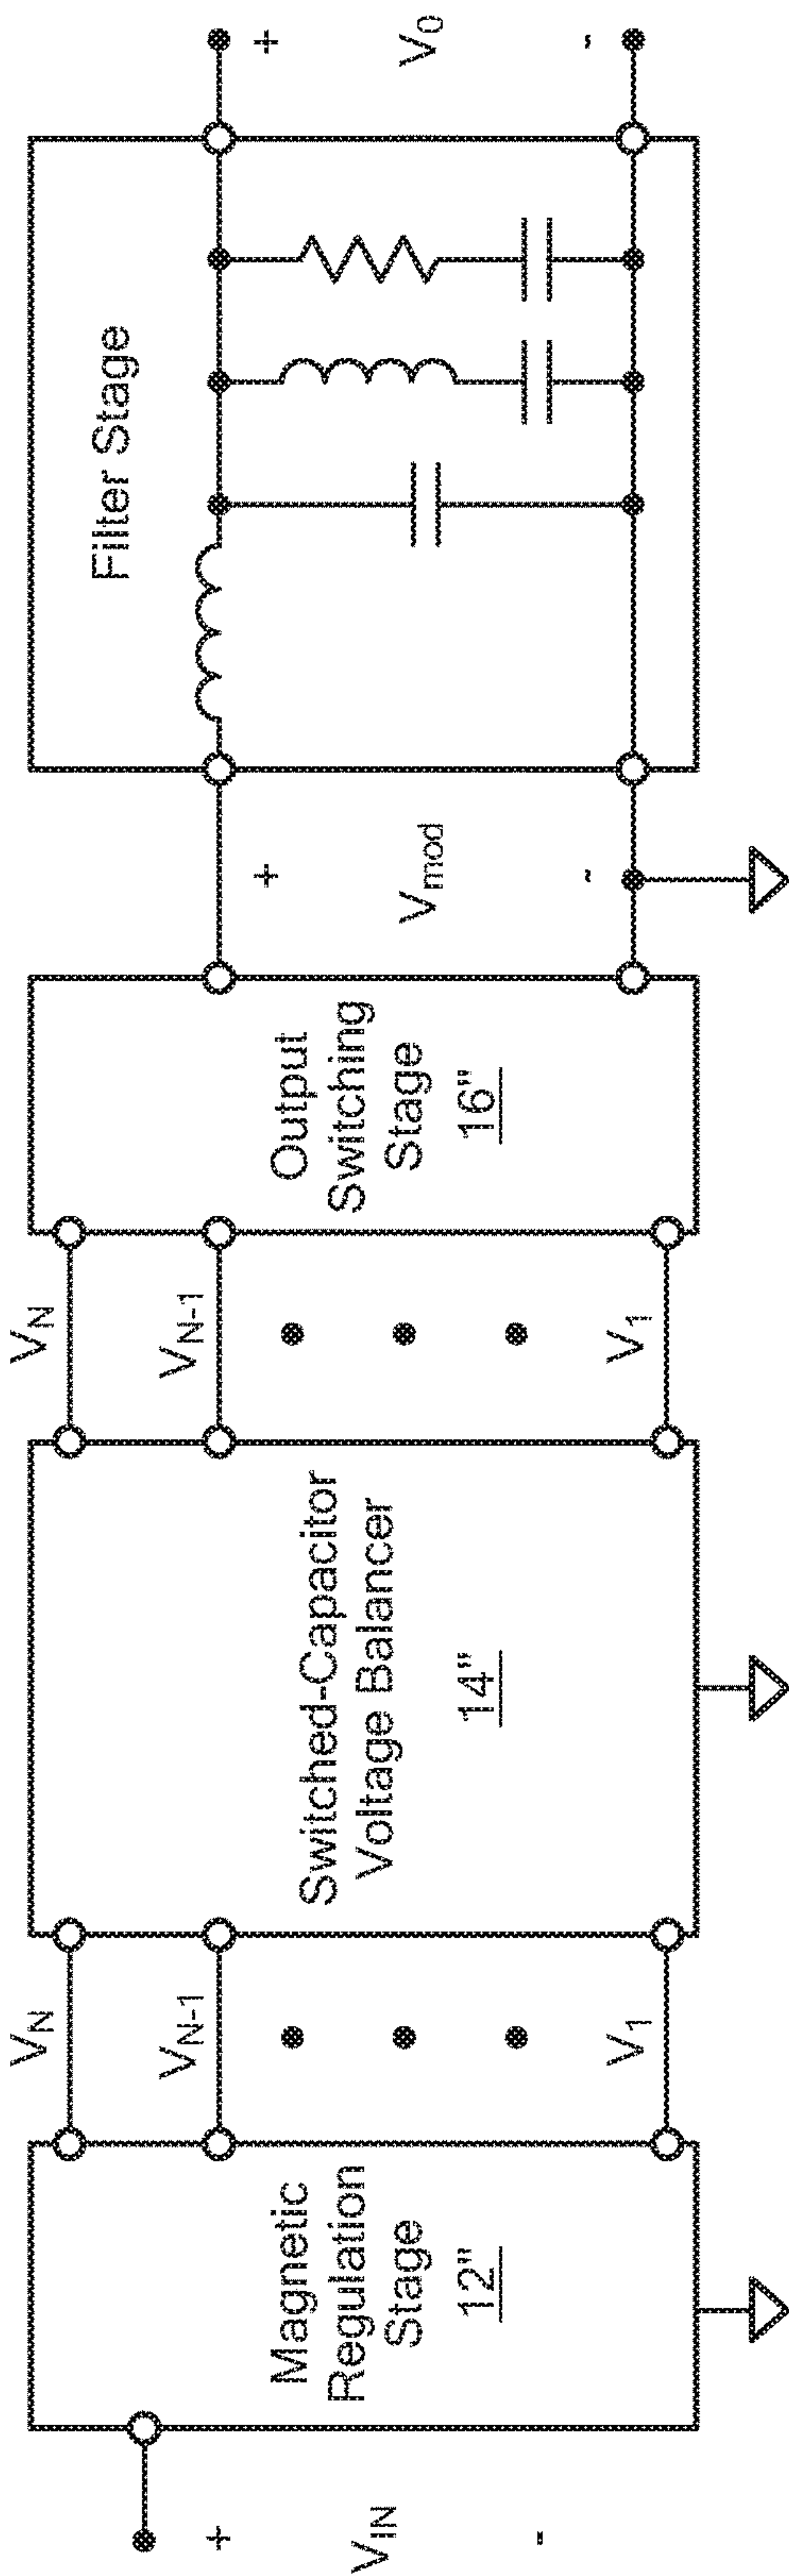 V_IN
+
-
Magnetic
Regulation
Stage
12"
V_N
V_N-1
V_1
Switched-Capacitor
Voltage Balancer
14"
V_N
V_N-1
V_1
Output
Switching
Stage
16"
+
V_mod
-
Filter Stage
+
V_0
-